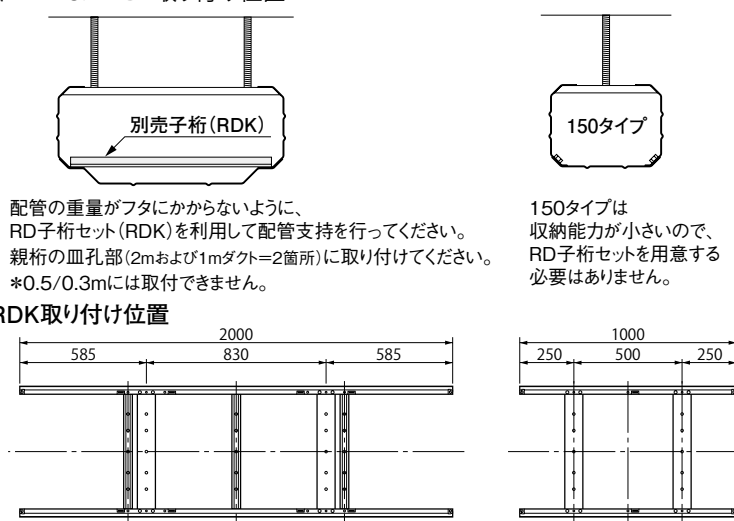 別売子桁(RDK)
150タイプ
配管の重量がフタにかからないように、
RD子桁セット(RDK)を利用して配管支持を行ってください。
親桁の皿孔部(2mおよび1mダクト=2箇所)に取り付けてください。
*0.5/0.3mには取付できません。
150タイプは
収納能力が小さいので、
RD子桁セットを用意する
必要はありません。
RDK取り付け位置
2000
585 830 585
1000
250 500 250